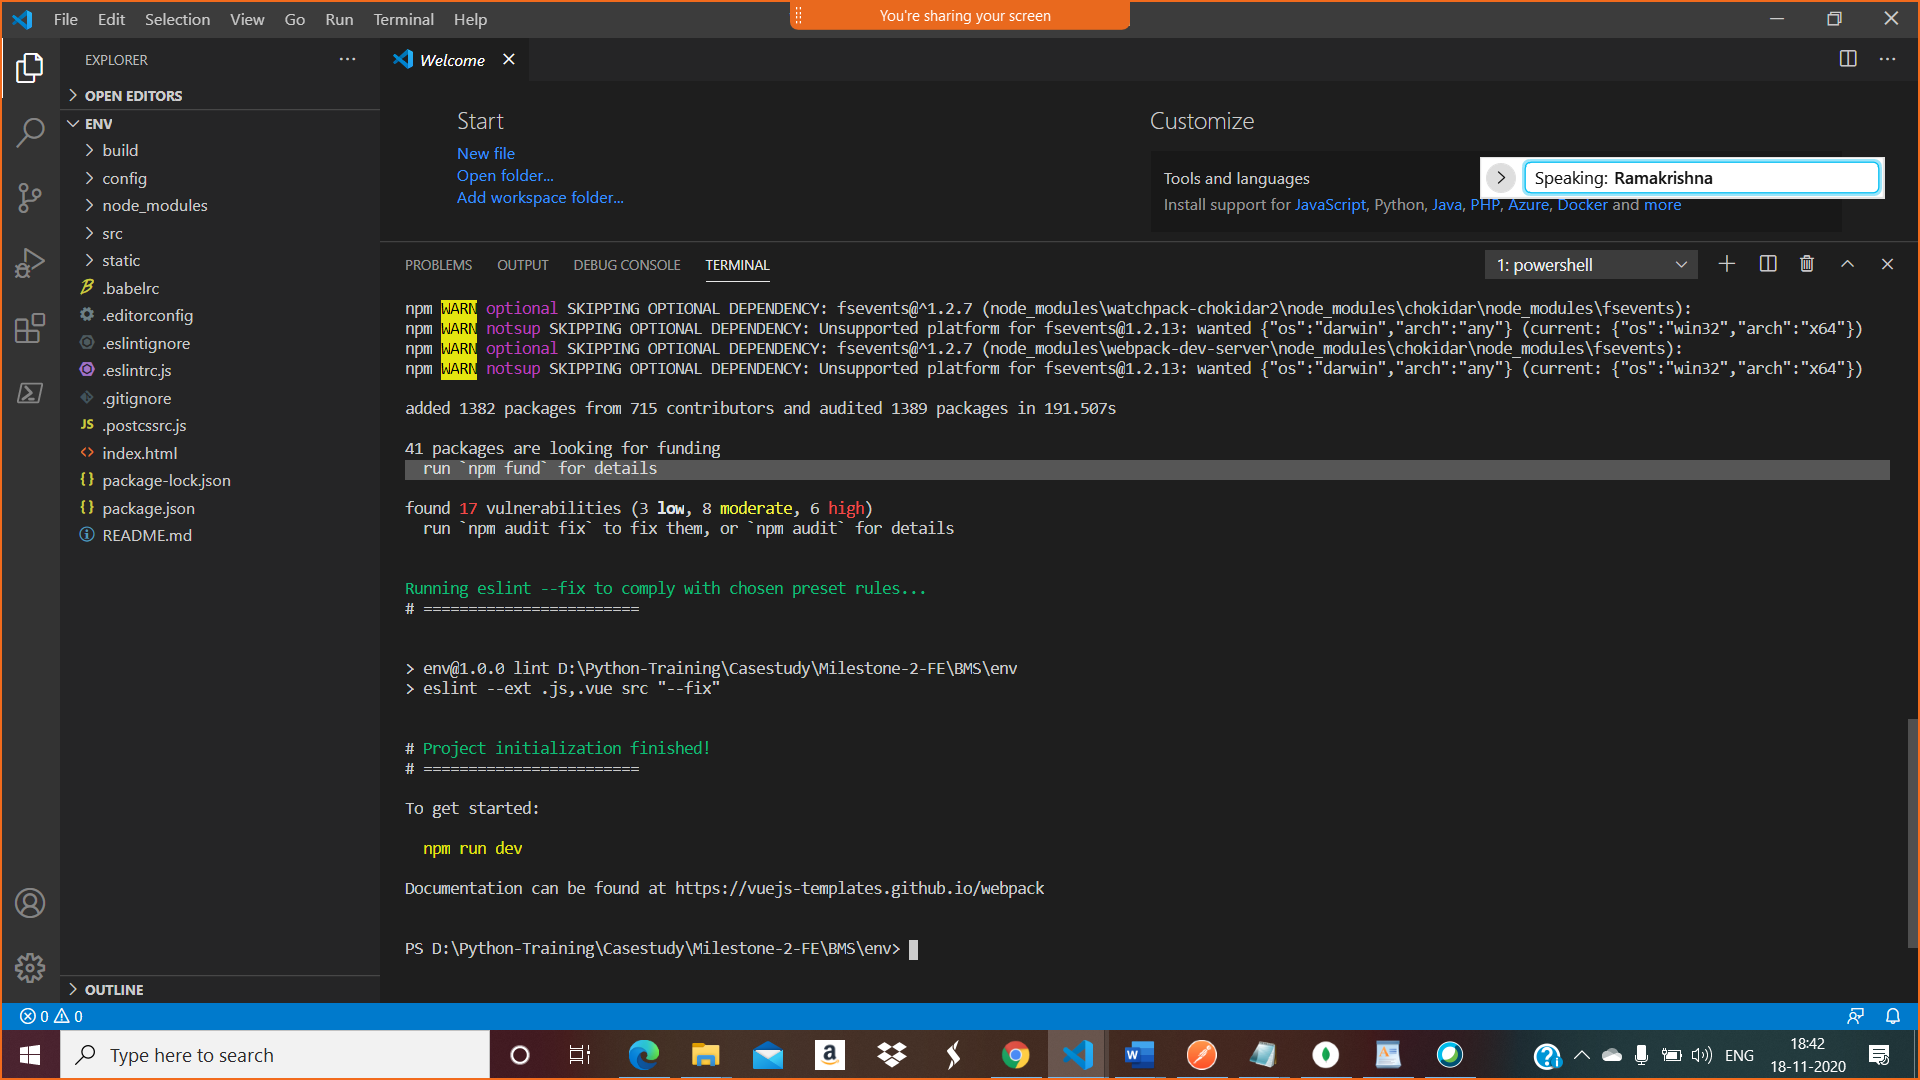 File Edit Selection View Go Run Terminal Help
You're sharing your screen
EXPLORER
Welcome
OPEN EDITORS
ENV
build
config
node_modules
src
static
.babelrc
.editorconfig
.eslintignore
.eslintrc.js
.gitignore
JS .postcssrc.js
index.html
package-lock.json
package.json
README.md
OUTLINE
Start
New file
Open folder...
Add workspace folder...
Customize
Tools and languages
Install support for JavaScript, Python, Java, PHP, Azure, Docker and more
Speaking: Ramakrishna
PROBLEMS OUTPUT DEBUG CONSOLE TERMINAL
1: powershell
npm WARN optional SKIPPING OPTIONAL DEPENDENCY: fsevents@^1.2.7 (node_modules\watchpack-chokidar2\node_modules\chokidar\node_modules\fsevents):
npm WARN notsup SKIPPING OPTIONAL DEPENDENCY: Unsupported platform for fsevents@1.2.13: wanted {"os":"darwin","arch":"any"} (current: {"os":"win32","arch":"x64"})
npm WARN optional SKIPPING OPTIONAL DEPENDENCY: fsevents@^1.2.7 (node_modules\webpack-dev-server\node_modules\chokidar\node_modules\fsevents):
npm WARN notsup SKIPPING OPTIONAL DEPENDENCY: Unsupported platform for fsevents@1.2.13: wanted {"os":"darwin","arch":"any"} (current: {"os":"win32","arch":"x64"})
added 1382 packages from 715 contributors and audited 1389 packages in 191.507s
41 packages are looking for funding
run `npm fund` for details
found 17 vulnerabilities (3 low, 8 moderate, 6 high)
run `npm audit fix` to fix them, or `npm audit` for details
Running eslint --fix to comply with chosen preset rules...
# ========================
> env@1.0.0 lint D:\Python-Training\Casestudy\Milestone-2-FE\BMS\env
> eslint --ext .js,.vue src "--fix"
# Project initialization finished!
# ========================
To get started:
npm run dev
Documentation can be found at https://vuejs-templates.github.io/webpack
PS D:\Python-Training\Casestudy\Milestone-2-FE\BMS\env>
0 0
Type here to search
ENG
18:42
18-11-2020